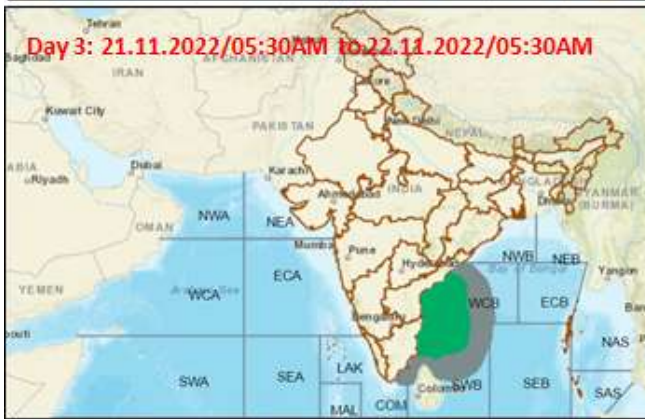 Tehran
Day 3: 21.11.2022/05:30AM to 22.11.2022/05:30AM
Baghdad
AFGHANISTAN
IRAN
Kuwait City
New Delhi
NEPAL
PAKISTAN
Riyadh
Dubai
Karachi
Ahmedabad
INDIA
Dhaka
MYANMAR
(BURMA)
OMAN
NWA
NEA
Mumbai
Pune
Hyderabad
NWB
NEB
Bay of Bengal
Yangon
YEMEN
WCA
Arabian Sea
ECA
WCB
ECB
Bengaluru
NAS
SWA
SEA
LAK
Colombo
SWB
SEB
SAS
MAL
COM